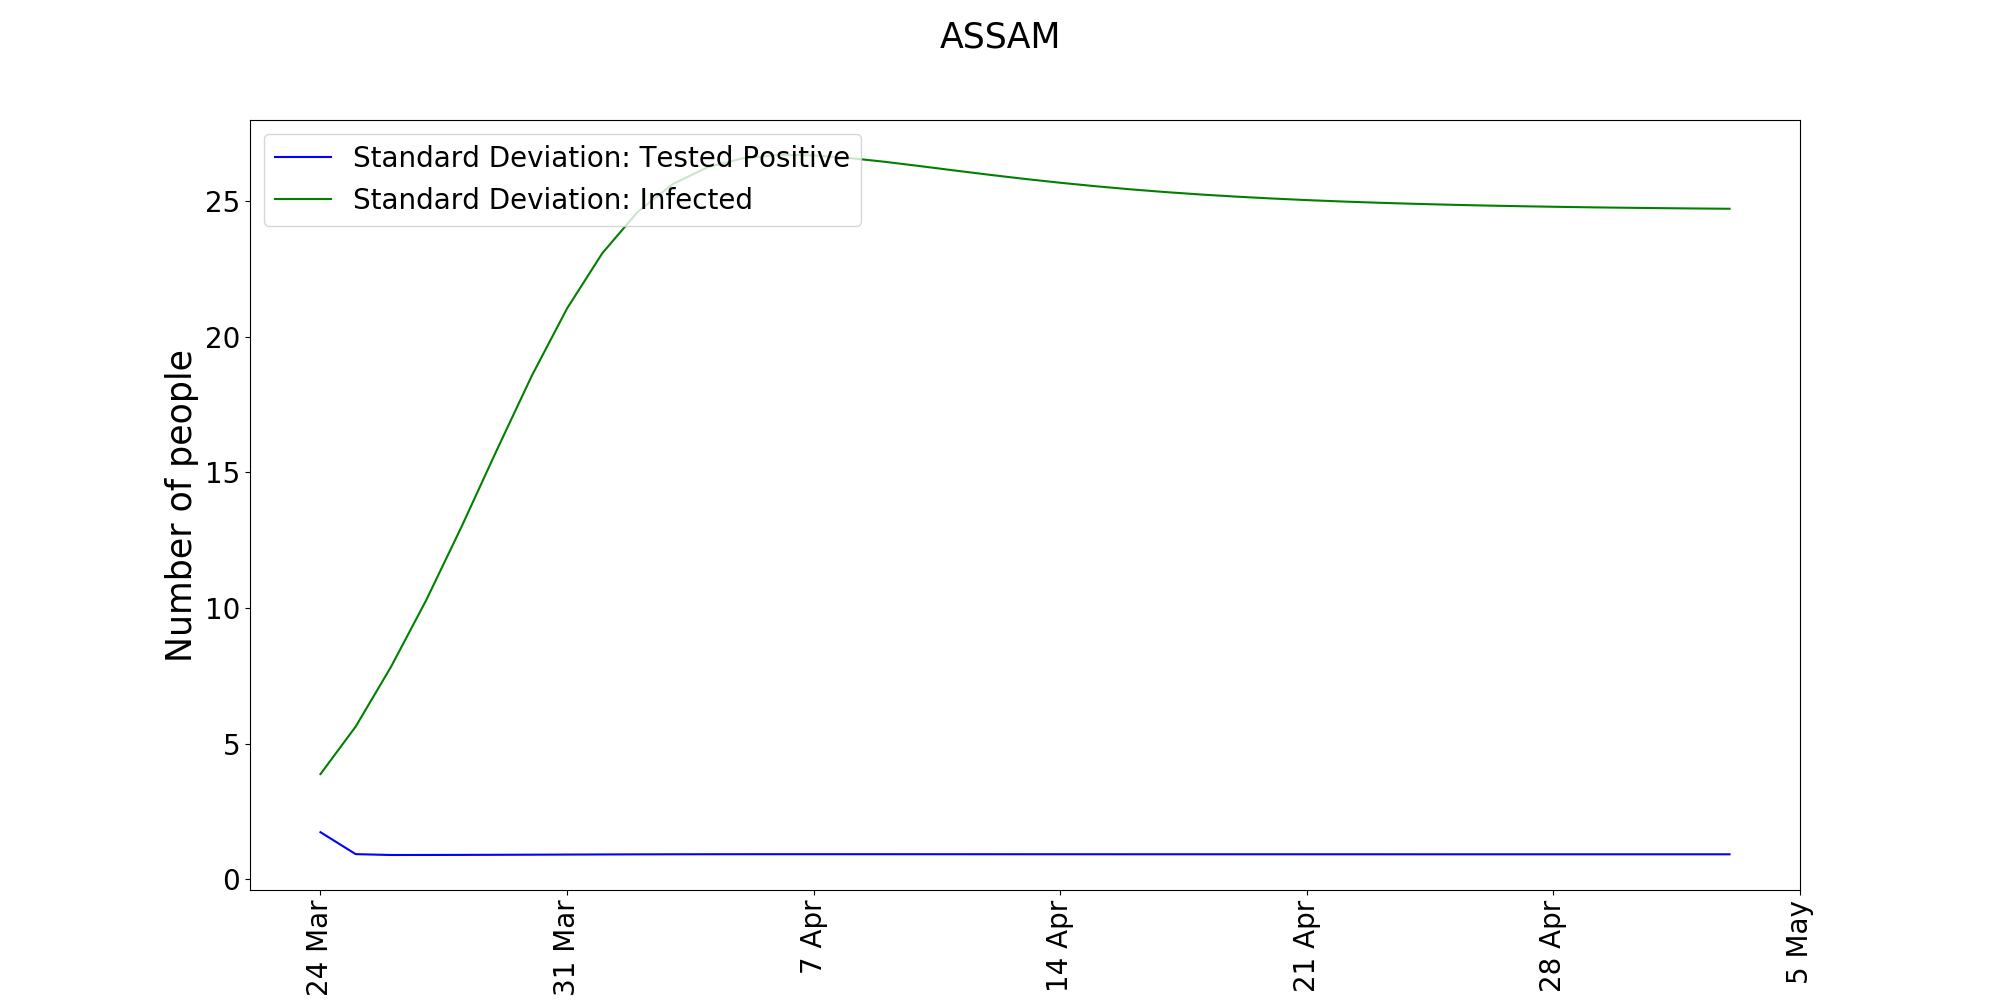 ASSAM
Standard Deviation: Tested Positive
Standard Deviation: Infected
Number of people
25
20
15
10
5
0
24 Mar
31 Mar
7 Apr
14 Apr
21 Apr
28 Apr
5 May